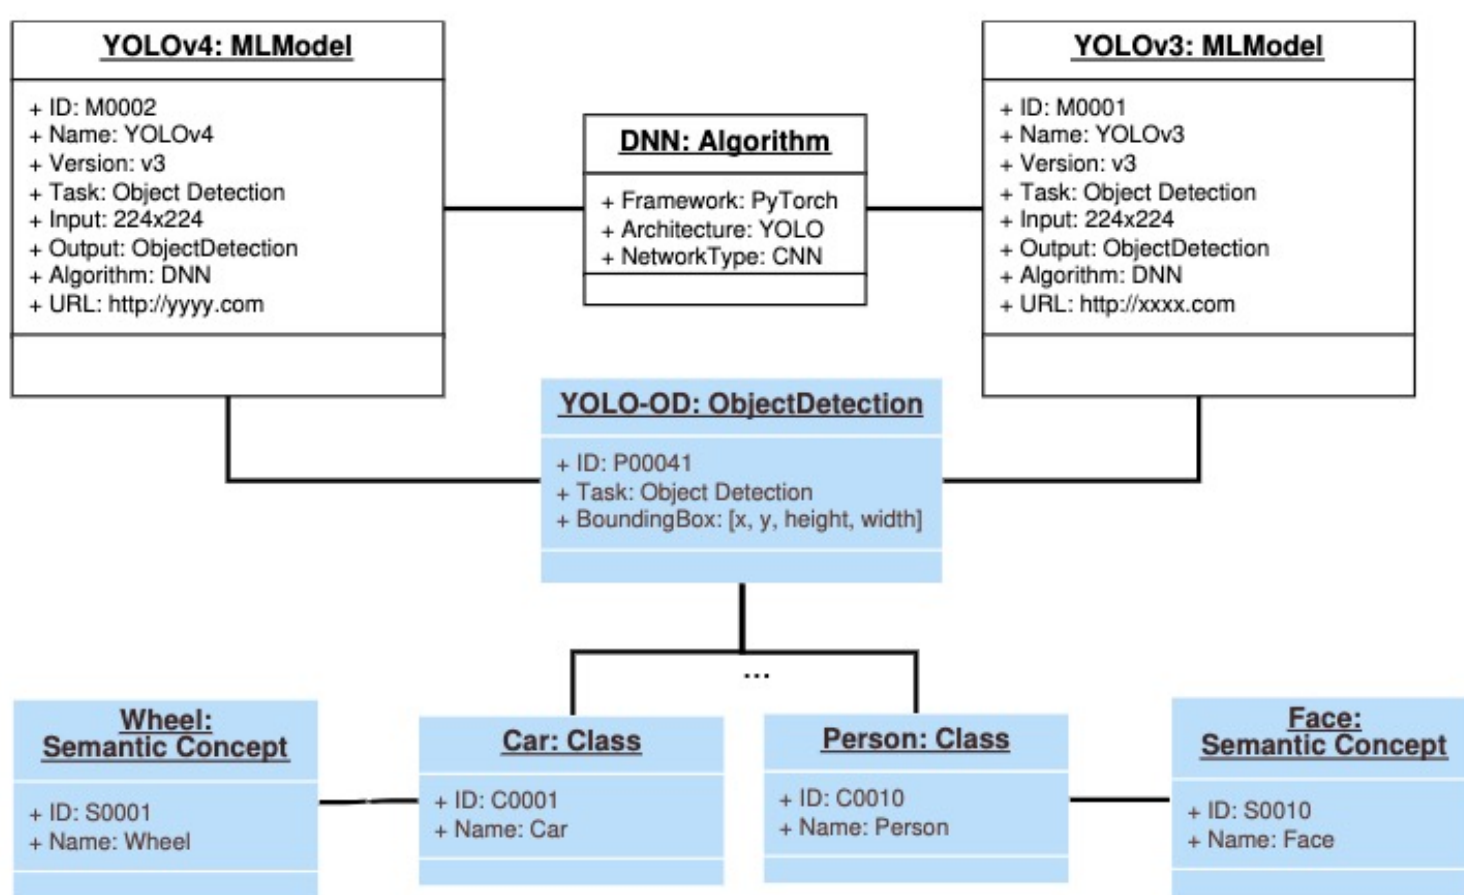 YOLOv4: MLModel
+ ID: M0002
+ Name: YOLOv4
+ Version: v3
+ Task: Object Detection
+ Input: 224x224
+ Output: ObjectDetection
+ Algorithm: DNN
+ URL: http://yyyy.com
DNN: Algorithm
+ Framework: PyTorch
+ Architecture: YOLO
+ NetworkType: CNN
YOLOv3: MLModel
+ ID: M0001
+ Name: YOLOv3
+ Version: v3
+ Task: Object Detection
+ Input: 224x224
+ Output: ObjectDetection
+ Algorithm: DNN
+ URL: http://xxxx.com
YOLO-OD: ObjectDetection
+ ID: P00041
+ Task: Object Detection
+ BoundingBox: [x, y, height, width]
...
Wheel:
Semantic Concept
+ ID: S0001
+ Name: Wheel
Car: Class
+ ID: C0001
+ Name: Car
Person: Class
+ ID: C0010
+ Name: Person
Face:
Semantic Concept
+ ID: S0010
+ Name: Face